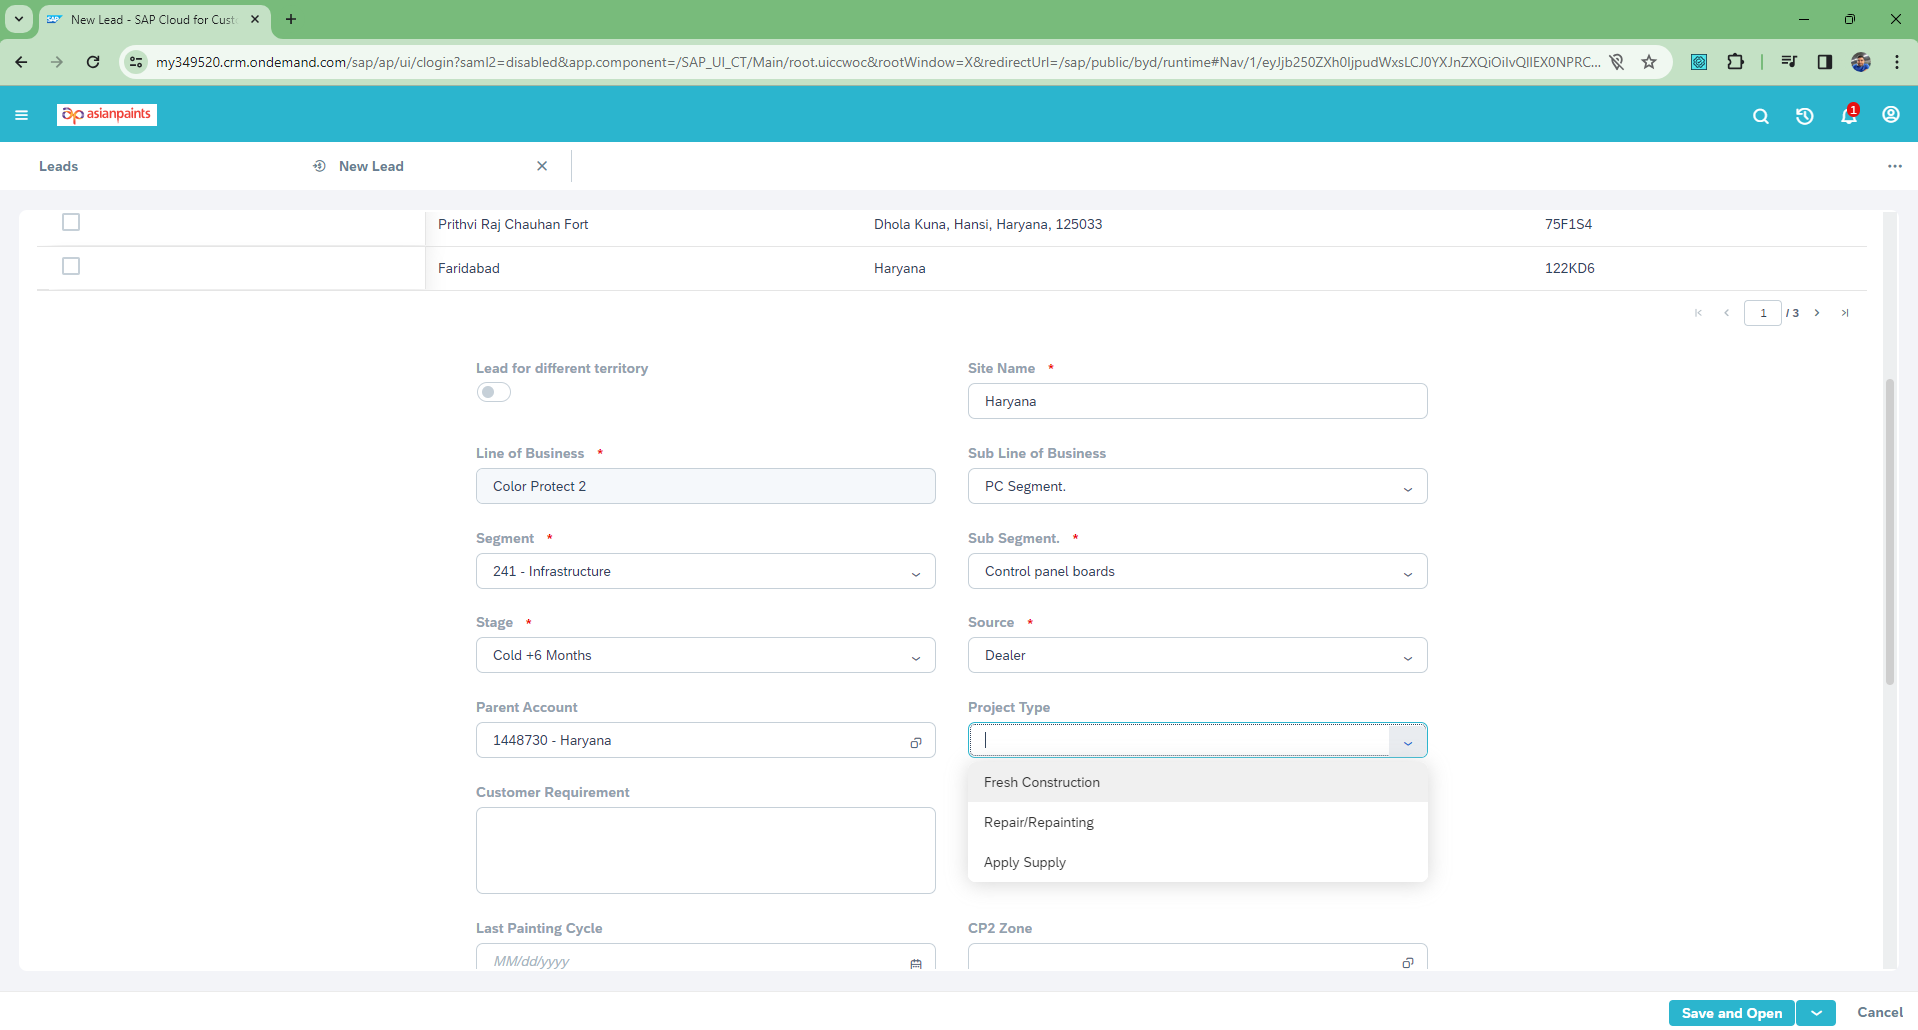 New Lead - SAP Cloud for Cust
my349520.crm.ondemand.com/sap/ap/ui/clogin?saml2=disabled&app.component=/SAP_UI_CT/Main/root.uiccwoc&rootWindow=X&redirectUrl=/sap/public/byd/runtime#Nav/1/
asianpaints
1
Leads
New Lead
Prithvi Raj Chauhan Fort
Dhola Kuna, Hansi, Haryana, 125033
75F1S4
Faridabad
Haryana
122KD6
1 / 3
Lead for different territory
Site Name *
Haryana
Line of Business *
Sub Line of Business
Color Protect 2
PC Segment.
Segment *
Sub Segment. *
241 - Infrastructure
Control panel boards
Stage *
Source *
Cold +6 Months
Dealer
Parent Account
Project Type
1448730 - Haryana
Fresh Construction
Customer Requirement
Repair/Repainting
Apply Supply
Last Painting Cycle
CP2 Zone
MM/dd/yyyy
Save and Open
Cancel